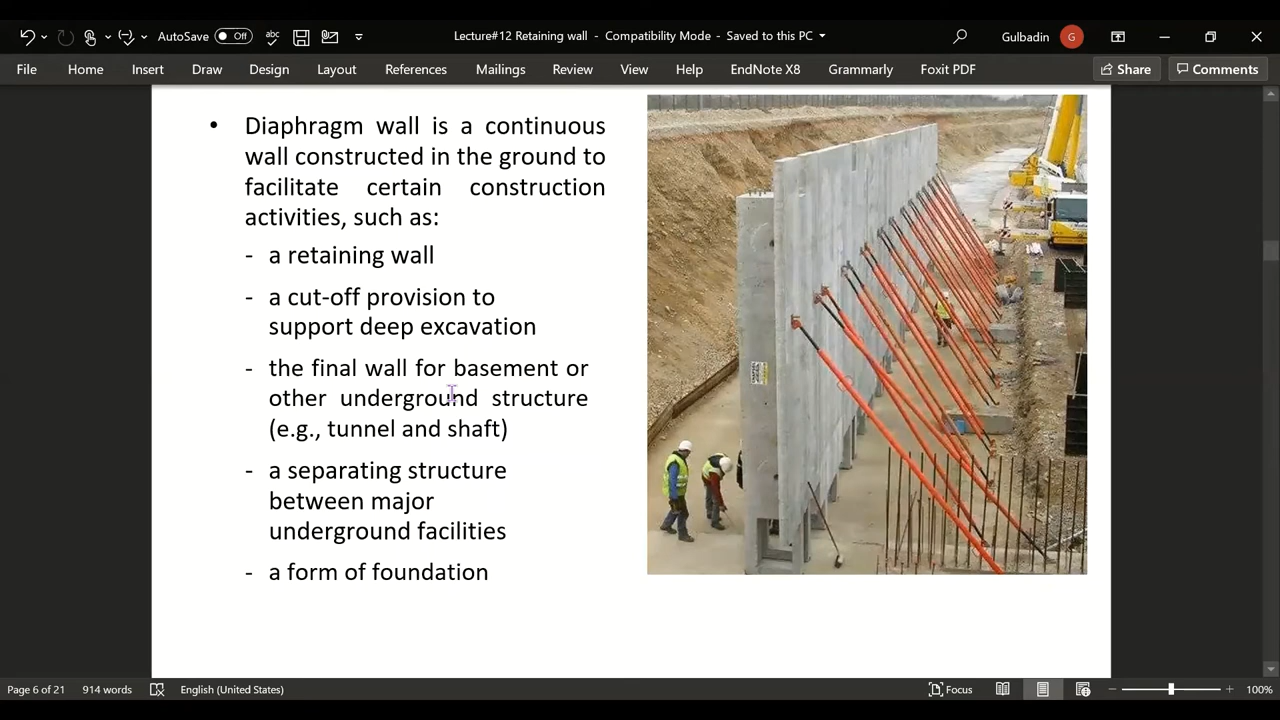 AutoSave
Off
Lecture#12 Retaining wall - Compatibility Mode - Saved to this PC
Gulbadin
G
File Home Insert Draw Design Layout References Mailings Review View Help EndNote X8 Grammarly Foxit PDF
Share
Comments
• Diaphragm wall is a continuous
wall constructed in the ground to
facilitate certain construction
activities, such as:
- a retaining wall
- a cut-off provision to
support deep excavation
- the final wall for basement or
other underground structure
(e.g., tunnel and shaft)
- a separating structure
between major
underground facilities
- a form of foundation
Page 6 of 21 914 words English (United States) Focus 100%